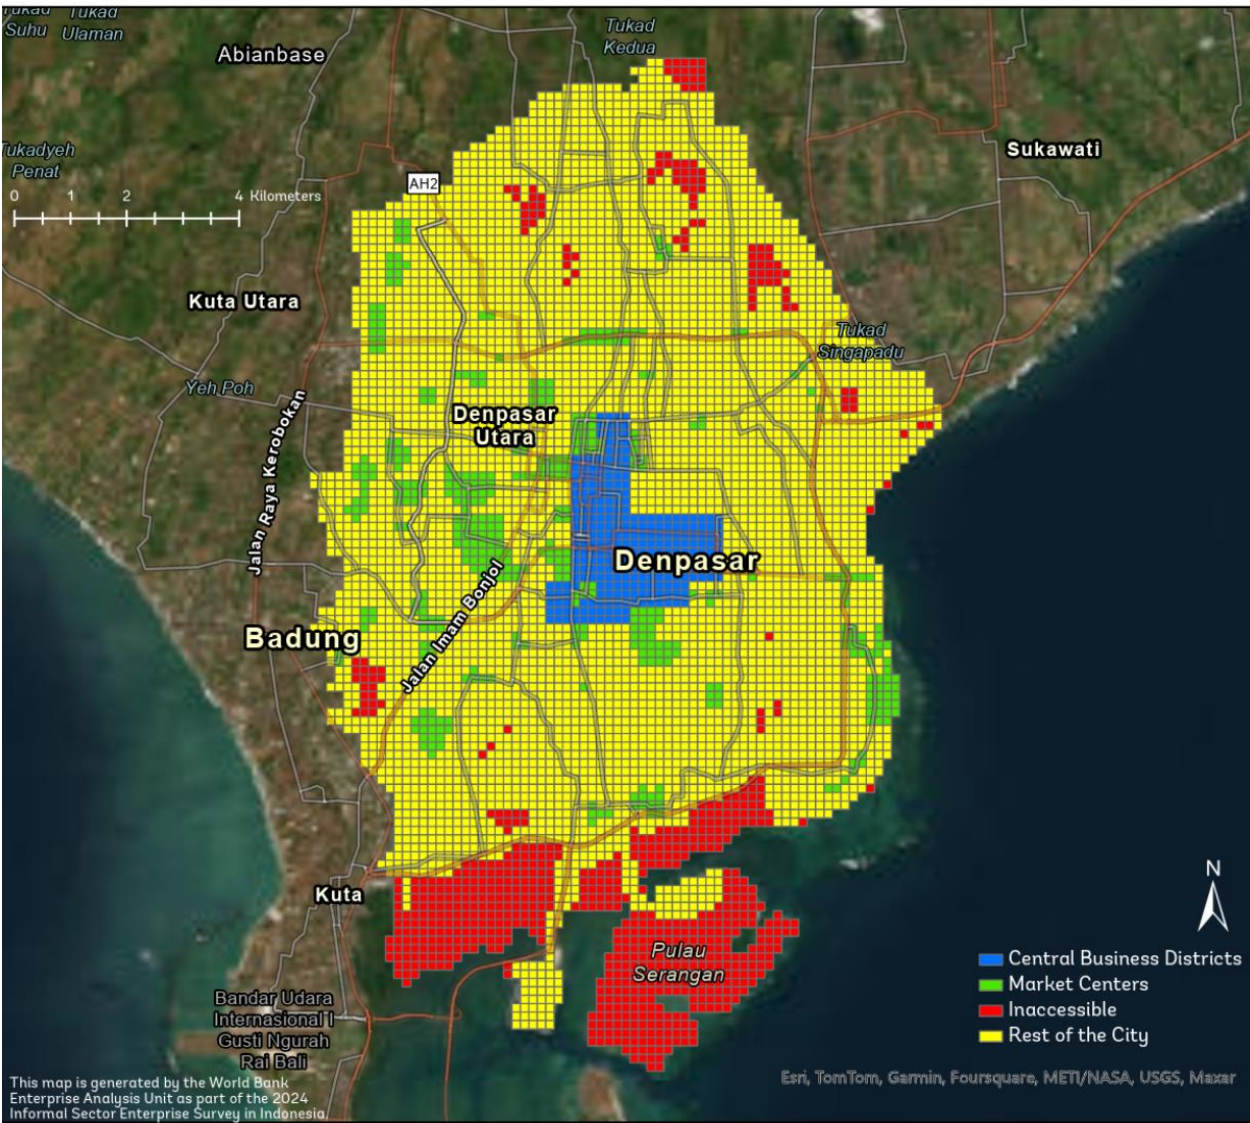 Tukad
Suhu
Tukad
Ulaman
Abianbase
Tukad
Kedua
Tukadyeh
Penat
Sukawati
AH2
0 1 2 4 Kilometers
Kuta Utara
Tukad
Singapadu
Yeh Poh
Jalan Raya Kerobokan
Denpasar
Utara
Denpasar
Jalan Imam Bonjol
Badung
Kuta
N
Pulau
Serangan
Central Business Districts
Market Centers
Inaccessible
Rest of the City
Bandar Udara
Internasional I
Gusti Ngurah
Rai Bali
Esri, TomTom, Garmin, Foursquare, METI/NASA, USGS, Maxar
This map is generated by the World Bank
Enterprise Analysis Unit as part of the 2024
Informal Sector Enterprise Survey in Indonesia.